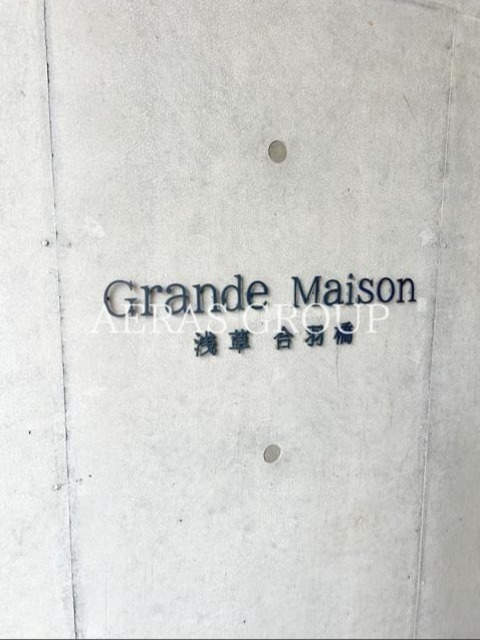 Grande Maison
AERAS GROUP
浅草 合羽橋